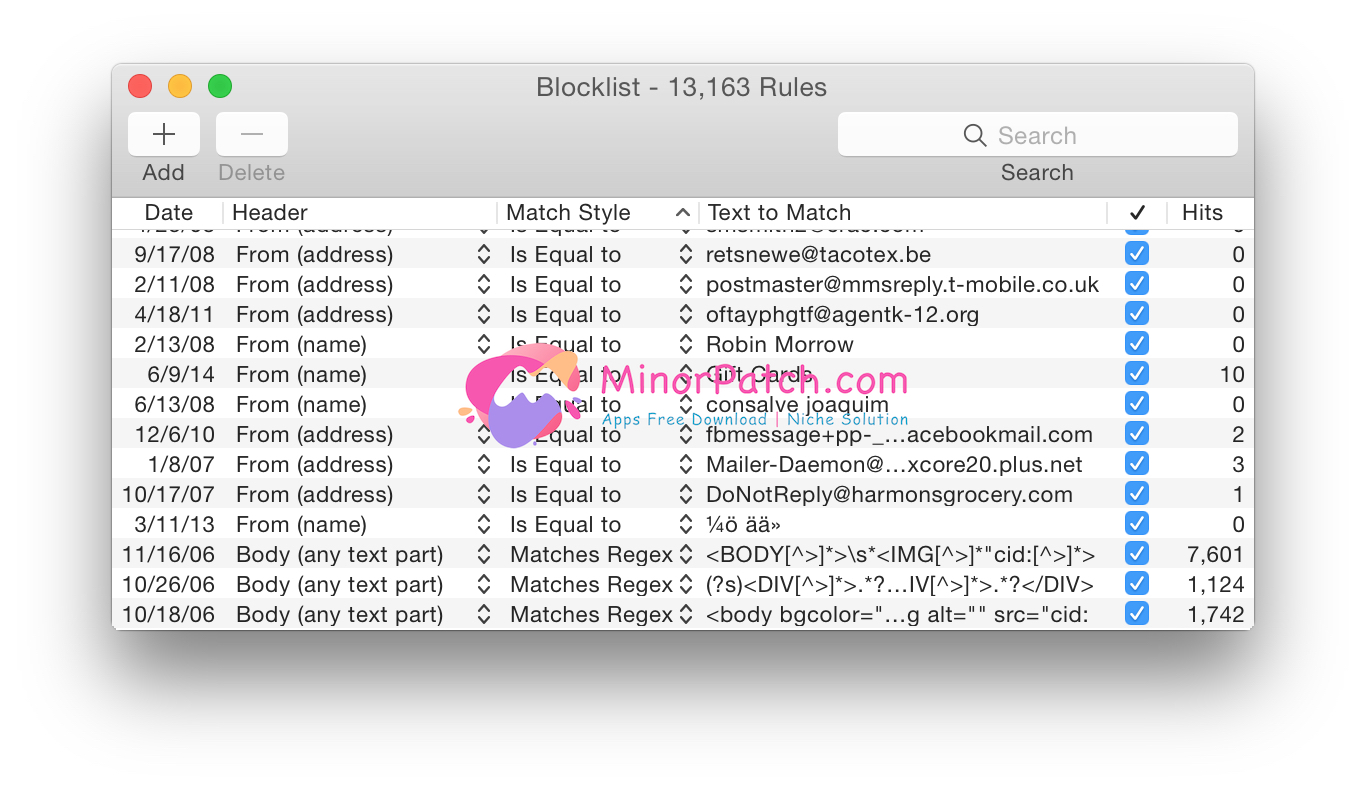 Blocklist - 13,163 Rules
Search
Add Delete Search
Date Header Match Style Text to Match ✓ Hits
From (address) Is Equal to
9/17/08 From (address) Is Equal to retsnewe@tacotex.be 0
2/11/08 From (address) Is Equal to postmaster@mmsreply.t-mobile.co.uk 0
4/18/11 From (address) Is Equal to oftayphgtf@agentk-12.org 0
2/13/08 From (name) Is Equal to Robin Morrow 0
6/9/14 From (name) Is Equal to Gift Cards 10
MinorPatch.com
6/13/08 From (name) Is Equal to consalve joaquim 0
Apps Free Download | Niche Solution
12/6/10 From (address) Is Equal to fbmessage+pp-_…acebookmail.com 2
1/8/07 From (address) Is Equal to Mailer-Daemon@…xcore20.plus.net 3
10/17/07 From (address) Is Equal to DoNotReply@harmonsgrocery.com 1
3/11/13 From (name) Is Equal to ¼ö ää» 0
11/16/06 Body (any text part) Matches Regex <BODY[^>]*>\s*<IMG[^>]*"cid:[^>]*> 7,601
10/26/06 Body (any text part) Matches Regex (?s)<DIV[^>]*>.*?…IV[^>]*>.*?</DIV> 1,124
10/18/06 Body (any text part) Matches Regex <body bgcolor="…g alt="" src="cid: 1,742